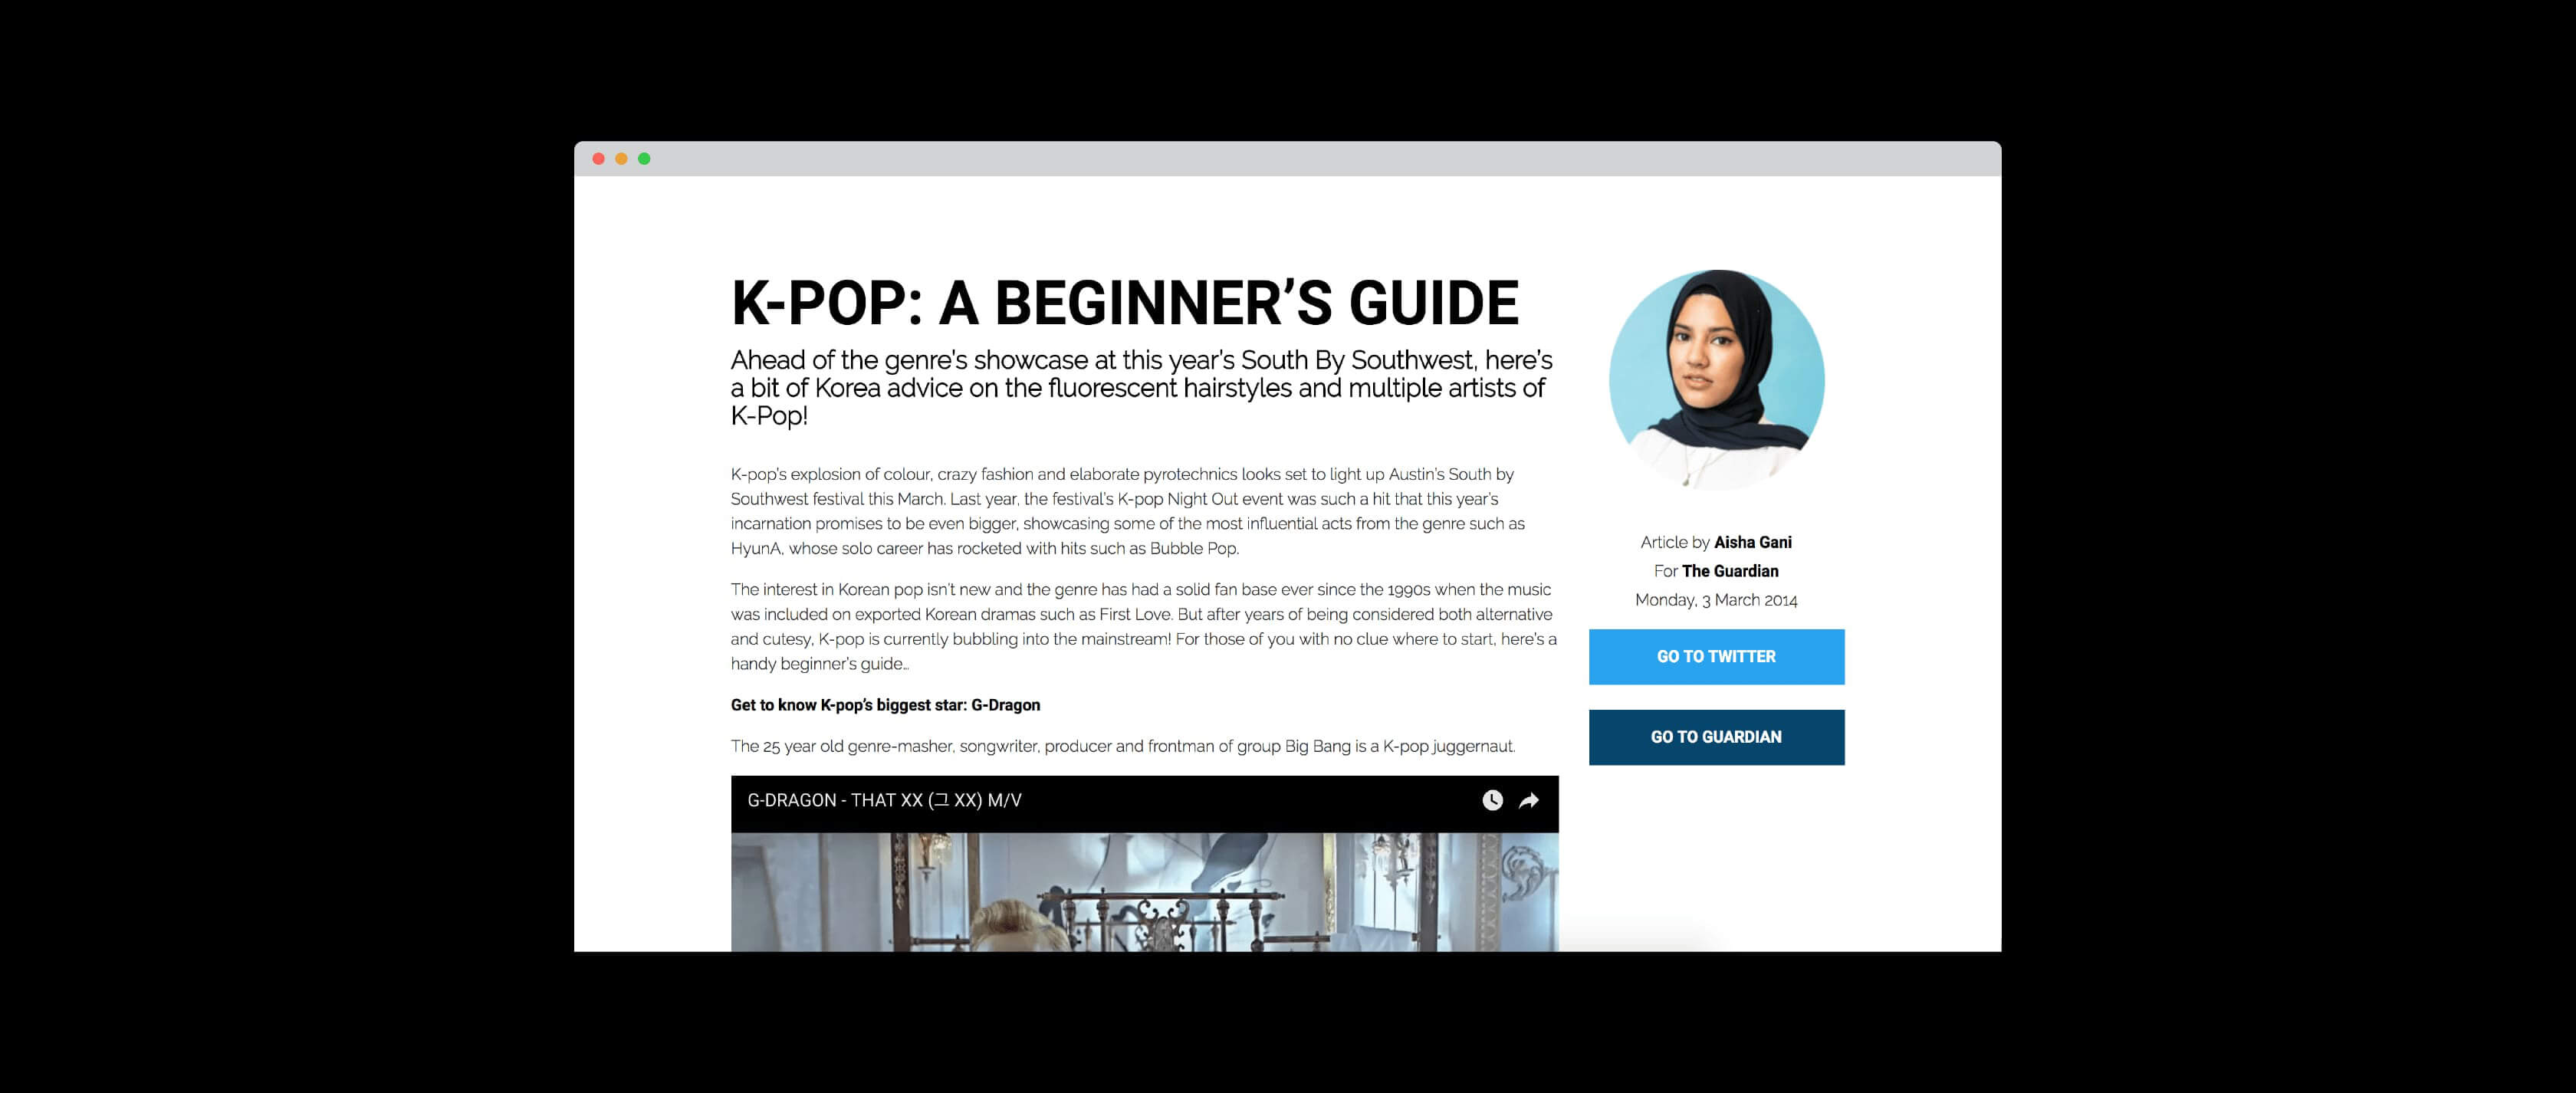 K-POP: A BEGINNER’S GUIDE
Ahead of the genre’s showcase at this year’s South By Southwest, here’s
a bit of Korea advice on the fluorescent hairstyles and multiple artists of
K-Pop!
K-pop’s explosion of colour, crazy fashion and elaborate pyrotechnics looks set to light up Austin’s South by
Southwest festival this March. Last year, the festival’s K-pop Night Out event was such a hit that this year’s
incarnation promises to be even bigger, showcasing some of the most influential acts from the genre such as
HyunA, whose solo career has rocketed with hits such as Bubble Pop.
The interest in Korean pop isn’t new and the genre has had a solid fan base ever since the 1990s when the music
was included on exported Korean dramas such as First Love. But after years of being considered both alternative
and cutesy, K-pop is currently bubbling into the mainstream! For those of you with no clue where to start, here’s a
handy beginner’s guide…
Get to know K-pop’s biggest star: G-Dragon
The 25 year old genre-masher, songwriter, producer and frontman of group Big Bang is a K-pop juggernaut.
G-DRAGON - THAT XX (그 XX) M/V
Article by Aisha Gani
For The Guardian
Monday, 3 March 2014
GO TO TWITTER
GO TO GUARDIAN